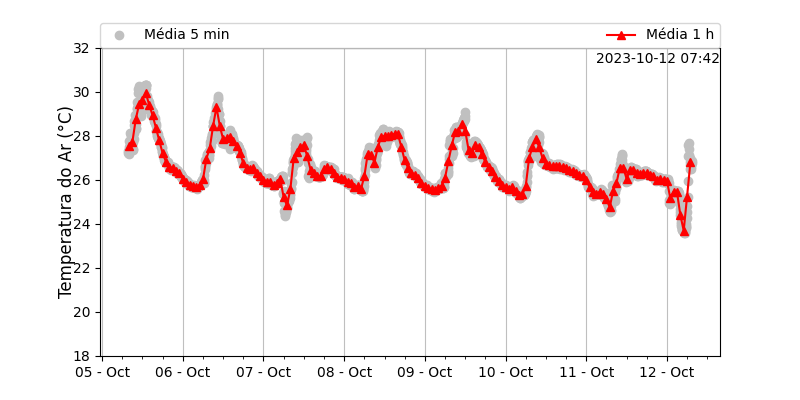 Média 5 min
Média 1 h
2023-10-12 07:42
Temperatura do Ar (°C)
32
30
28
26
24
22
20
18
05 - Oct
06 - Oct
07 - Oct
08 - Oct
09 - Oct
10 - Oct
11 - Oct
12 - Oct